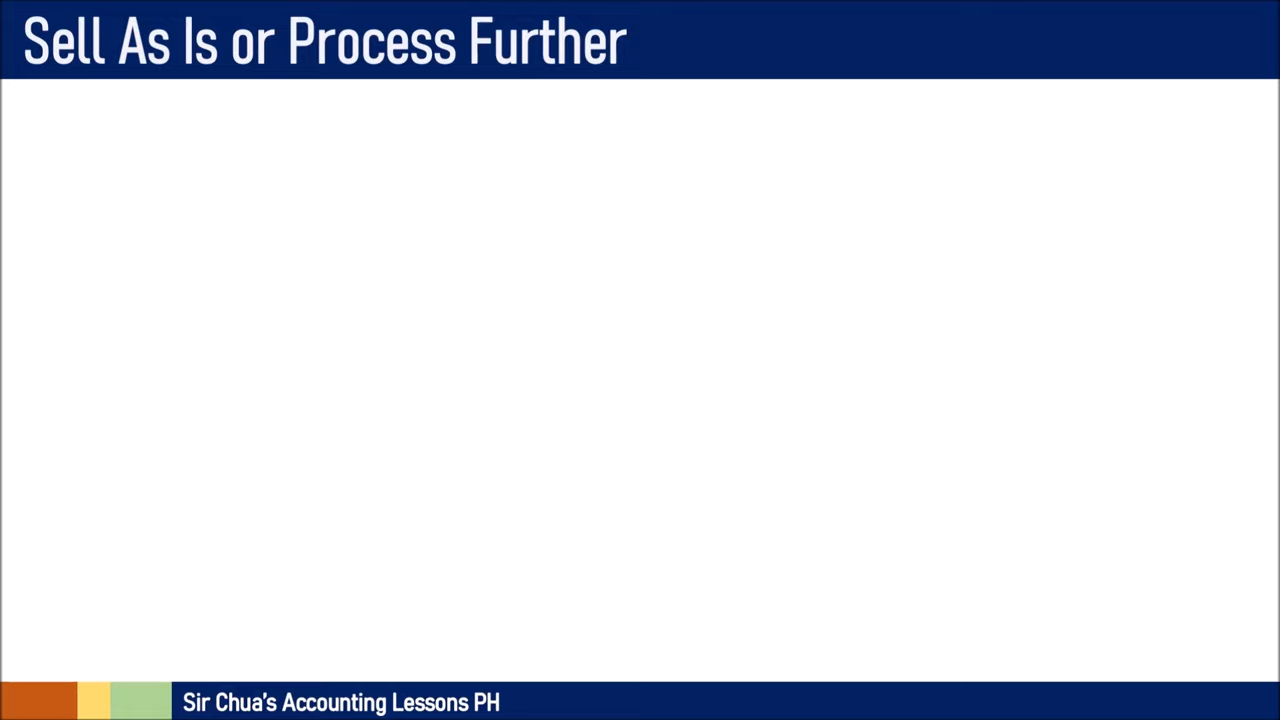 Sell As Is or Process Further
Sir Chua's Accounting Lessons PH